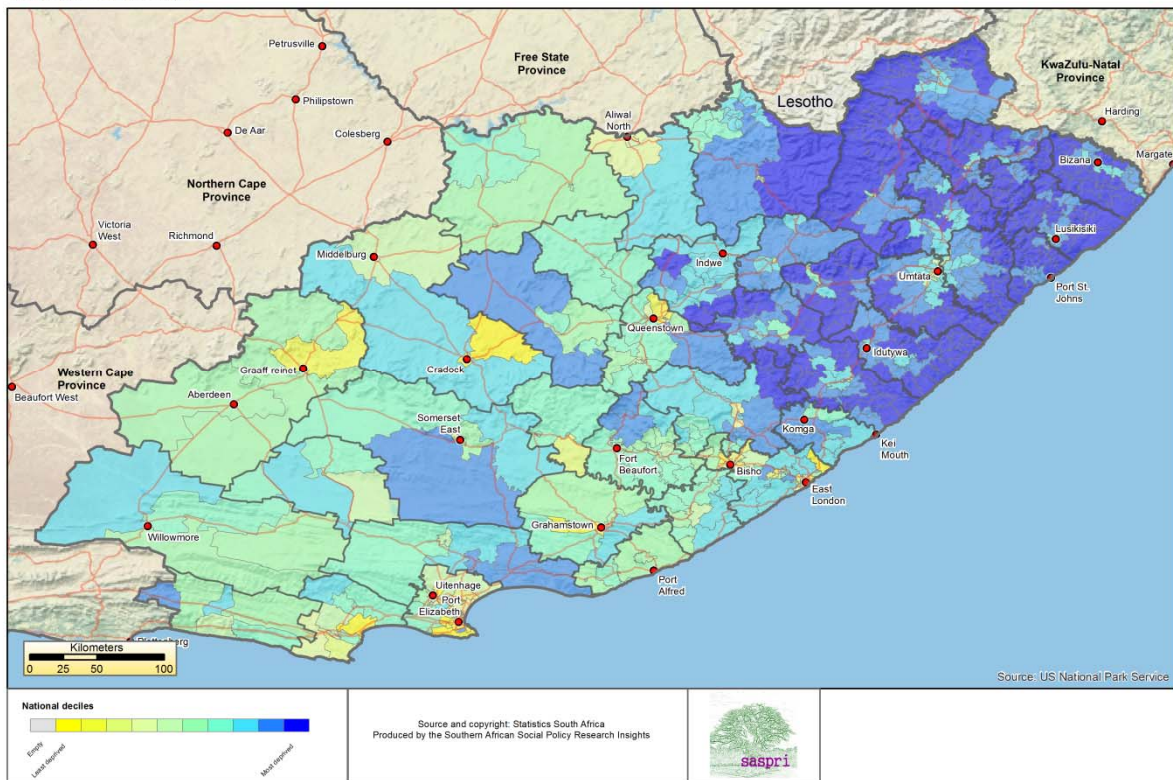 Petrusville
Free State
Province
KwaZulu-Natal
Province
Philipstown
Lesotho
Harding
De Aar
Colesberg
Aliwal
North
Bizana
Margate
Northern Cape
Province
Victoria
West
Richmond
Middelburg
Indwe
Lusikisiki
Umtata
Port St.
Johns
Queenstown
Idutywa
Western Cape
Province
Beaufort West
Graaff reinet
Cradock
Aberdeen
Somerset
East
Komga
Kei
Mouth
Fort
Beaufort
Bisho
East
London
Willowmore
Grahamstown
Uitenhage
Port
Elizabeth
Port
Alfred
Kilometers
0 25 50 100
Source: US National Park Service
National deciles
Empty
Least deprived
Most deprived
Source and copyright: Statistics South Africa
Produced by the Southern African Social Policy Research Insights
saspri